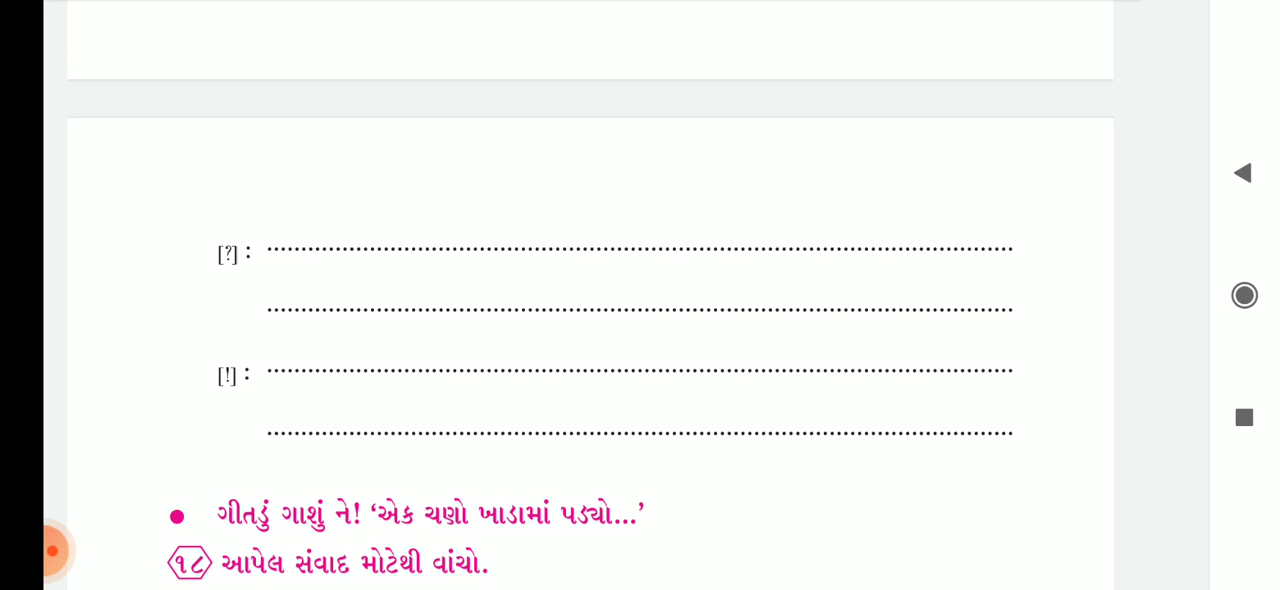 [?] : ................................................................................................................
................................................................................................................
[!] : ................................................................................................................
................................................................................................................
● ગીતડું ગાશું ને! ‘એક ચણો ખાડામાં પડ્યો...’
૧૮ આપેલ સંવાદ મોટેથી વાંચો.